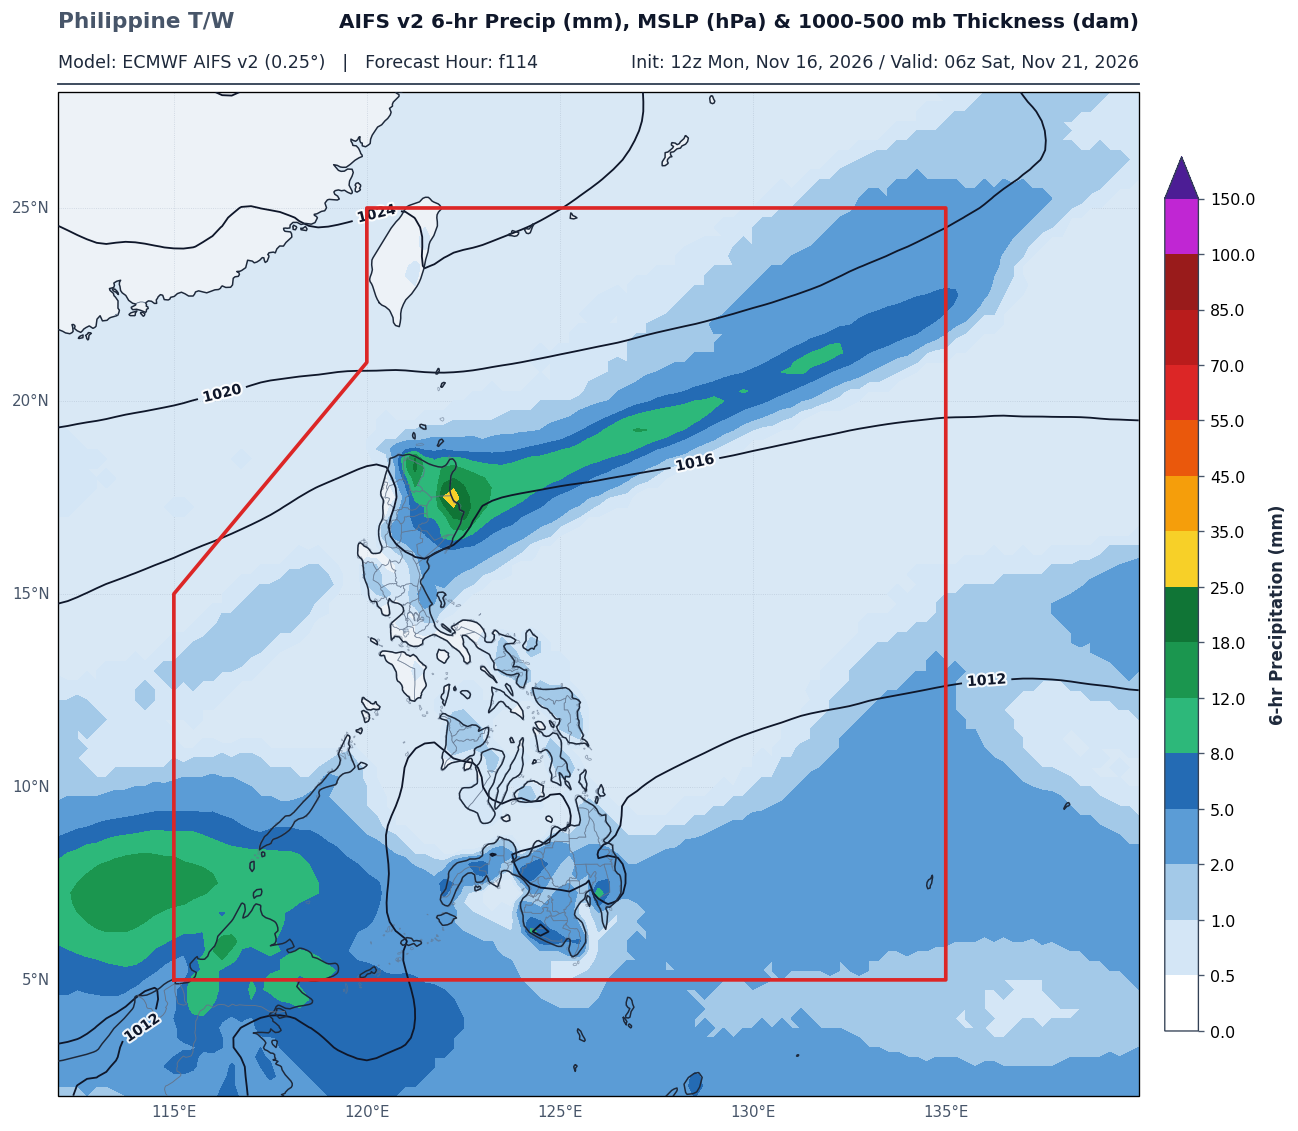 Philippine T/W
AIFS v2 6-hr Precip (mm), MSLP (hPa) & 1000-500 mb Thickness (dam)
Model: ECMWF AIFS v2 (0.25°) | Forecast Hour: f114
Init: 12z Mon, Nov 16, 2026 / Valid: 06z Sat, Nov 21, 2026
25°N
20°N
15°N
10°N
5°N
1024
1020
1016
1012
1012
115°E
120°E
125°E
130°E
135°E
150.0
100.0
85.0
70.0
55.0
45.0
35.0
25.0
18.0
12.0
8.0
5.0
2.0
1.0
0.5
0.0
6-hr Precipitation (mm)